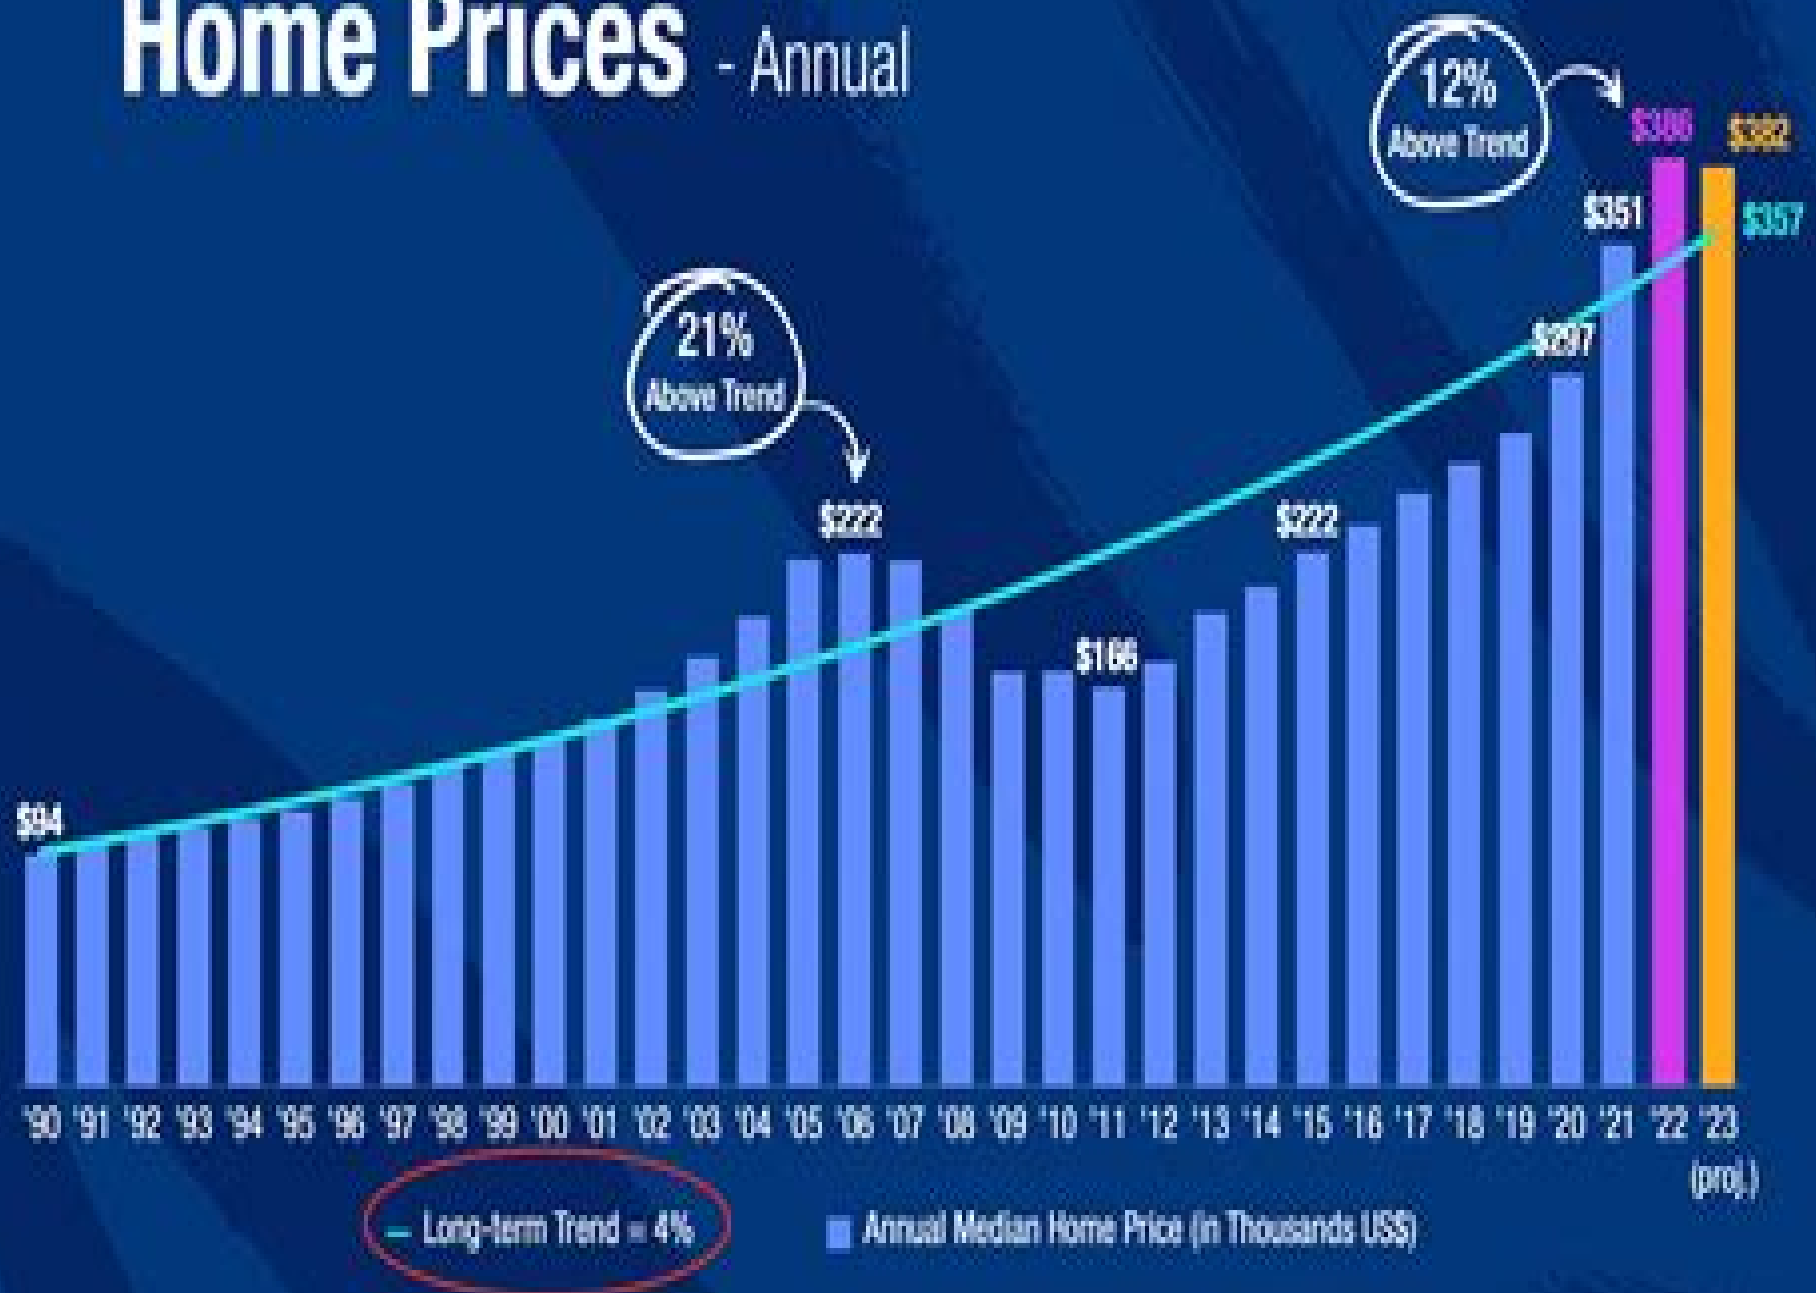 Home Prices - Annual
12%
Above Trend
$386
$382
$351
$357
21%
Above Trend
$297
$222
$222
$166
$94
'90 '91 '92 '93 '94 '95 '96 '97 '98 '99 '00 '01 '02 '03 '04 '05 '06 '07 '08 '09 '10 '11 '12 '13 '14 '15 '16 '17 '18 '19 '20 '21 '22 '23
(proj.)
Long-term Trend = 4%
Annual Median Home Price (in Thousands US$)